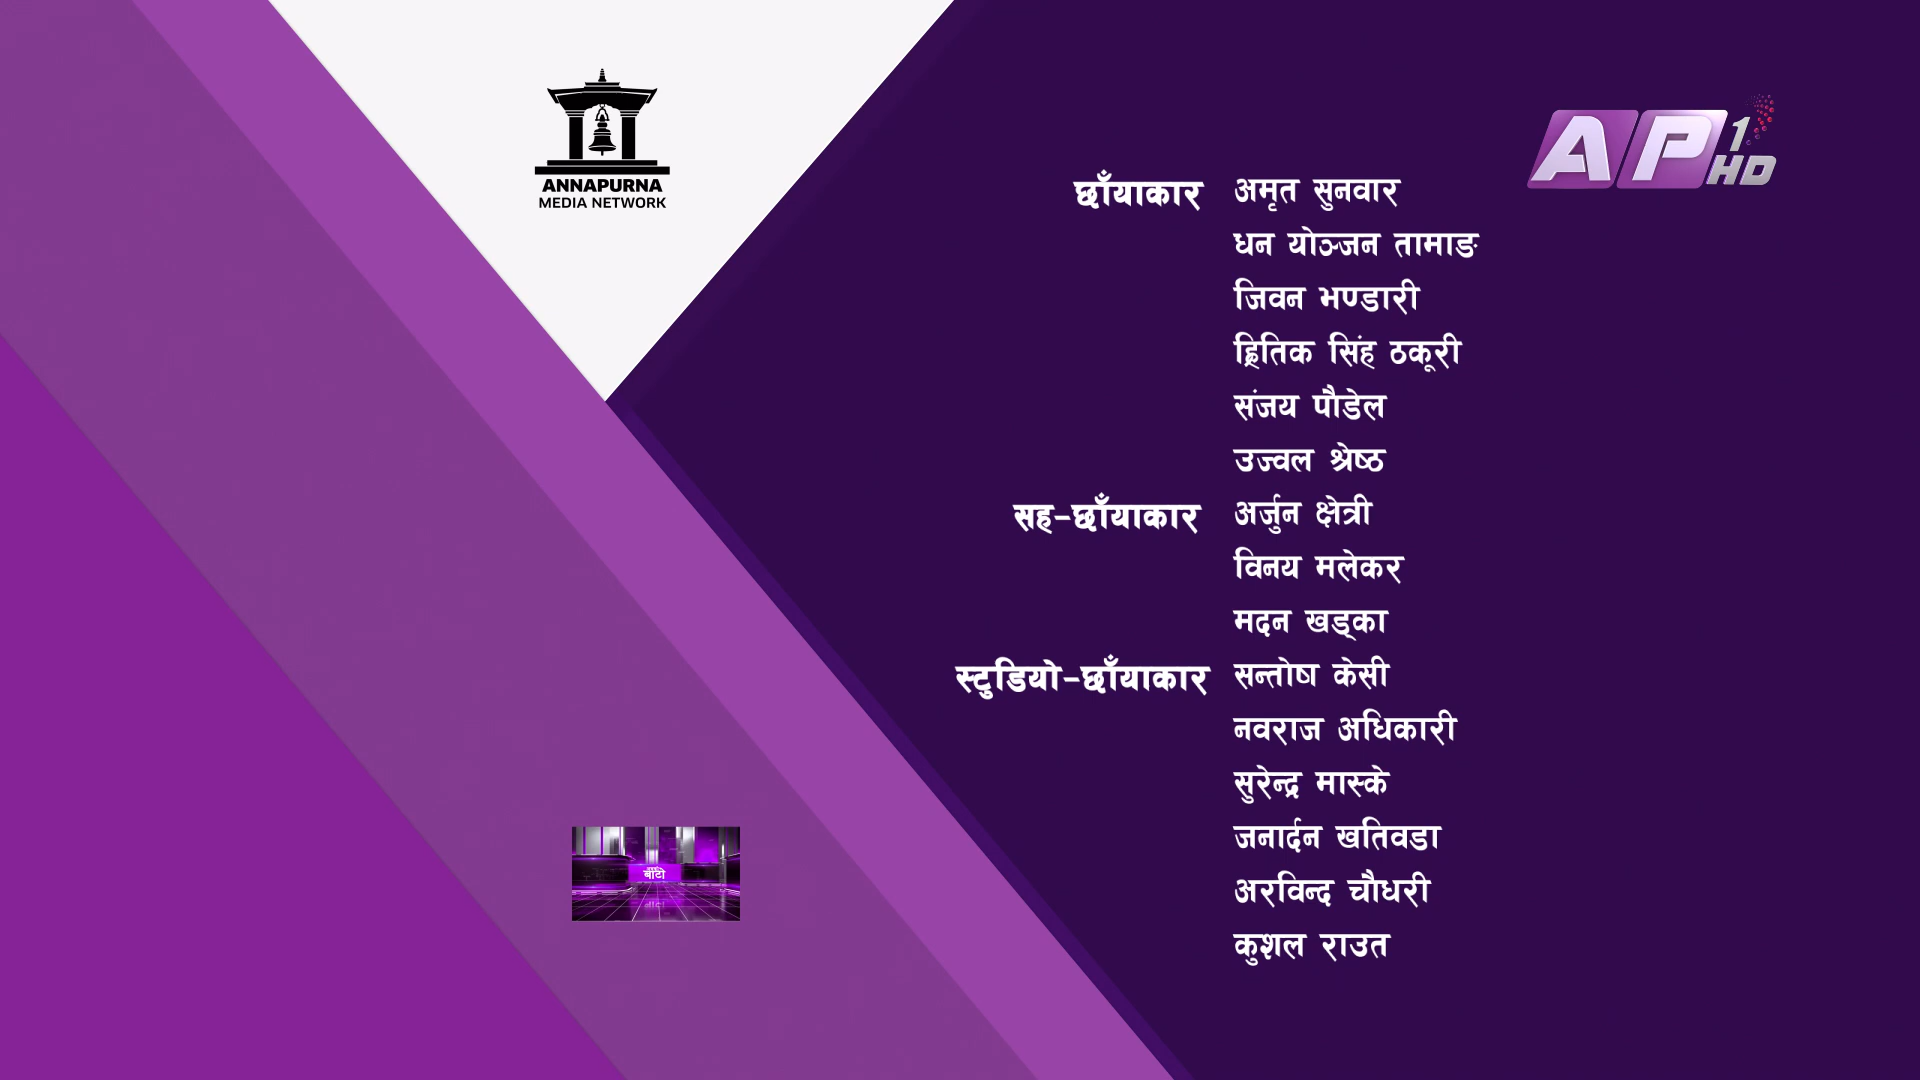 ANNAPURNA
MEDIA NETWORK
AP1 HD
छाँयाकार अमृत सुनवार
धन योञ्जन तामाङ
जिवन भण्डारी
ह्रितिक सिंह ठकूरी
संजय पौडेल
उज्वल श्रेष्ठ
सह-छाँयाकार अर्जुन क्षेत्री
विनय मलेकर
मदन खड्का
स्टुडियो-छाँयाकार सन्तोष केसी
नवराज अधिकारी
सुरेन्द्र मास्के
जनार्दन खतिवडा
अरविन्द चौधरी
कुशल राउत
बाटो